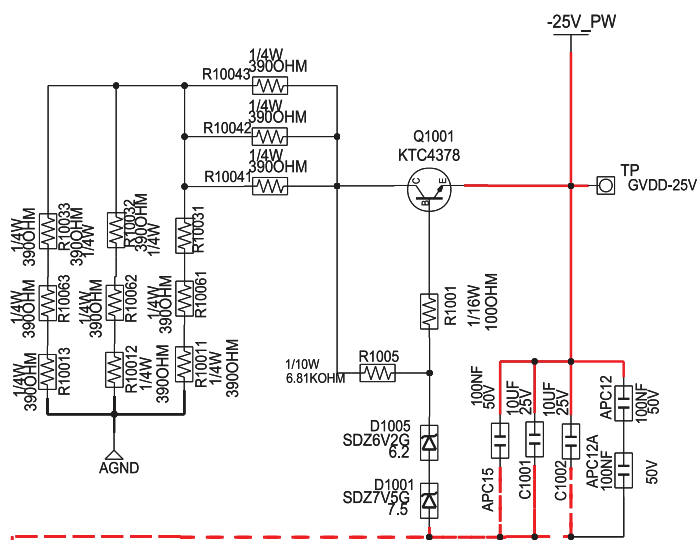 -25V_PW
1/4W
390OHM
R10043
1/4W
390OHM
R10042
1/4W
390OHM
R10041
Q1001
KTC4378
C
E
B
TP
GVDD-25V
1/4W
390OHM
R10033
390OHM
1/4W
R10032
390OHM
1/4W
R10031
1/4W
390OHM
R10063
1/4W
390OHM
R10062
1/4W
390OHM
R10061
1/4W
390OHM
R10013
R10012
1/4W
390OHM
R10011
1/4W
390OHM
AGND
R1001
1/16W
100OHM
1/10W
6.81KOHM
R1005
D1005
SDZ6V2G
6.2
D1001
SDZ7V5G
7.5
100NF
50V
APC15
10UF
25V
C1001
10UF
25V
C1002
APC12
100NF
50V
APC12A
100NF
50V